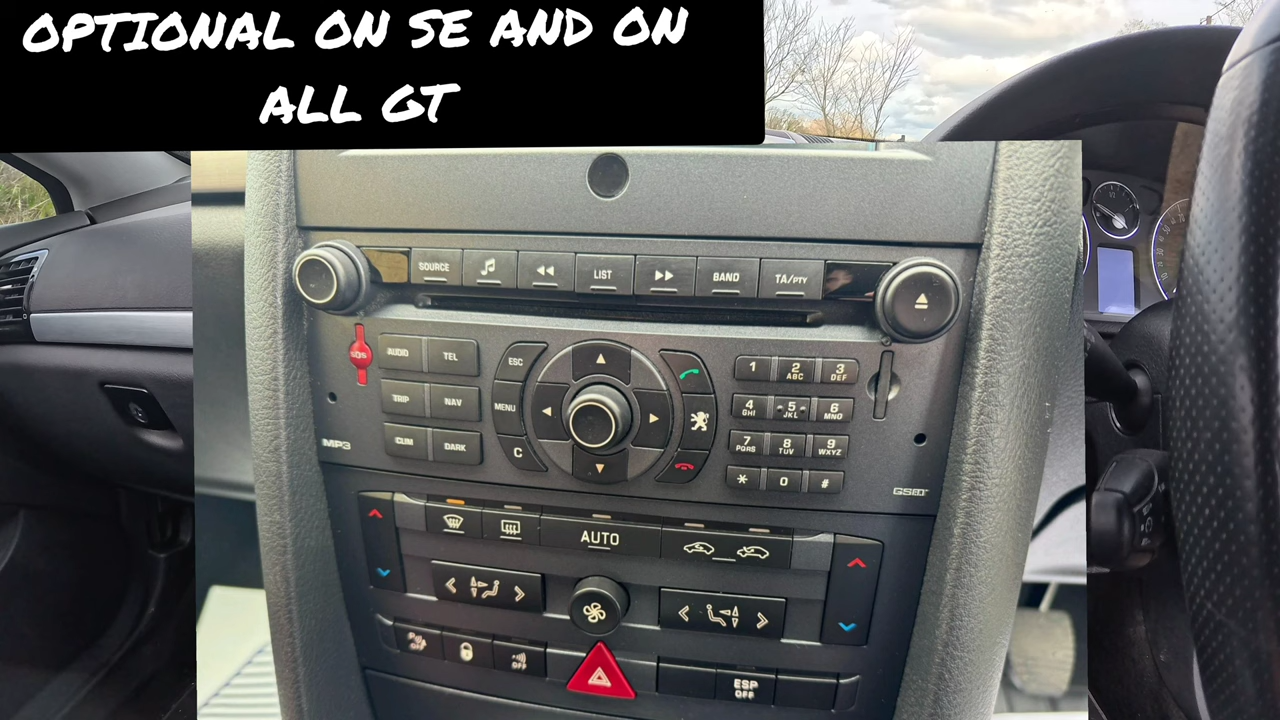 OPTIONAL ON SE AND ON
ALL GT
SOURCE LIST BAND TA/PTY
SOS AUDIO TEL ESC 1 2 ABC 3 DEF
TRIP NAV MENU 4 GHI 5 JKL 6 MNO
MP3 CLIM DARK C 7 PQRS 8 TUV 9 WXYZ
* 0 #
AUTO
OFF OFF ESP OFF